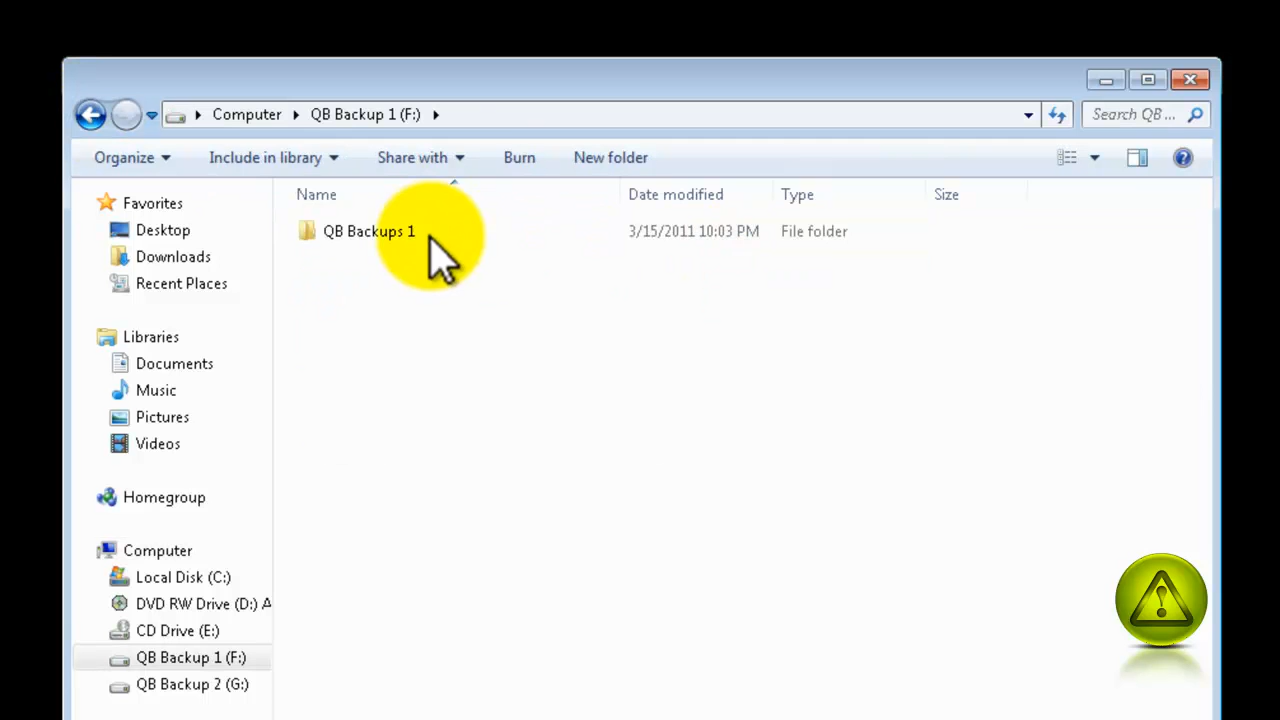 Computer QB Backup 1 (F:) Search QB...
Organize Include in library Share with Burn New folder
Name Date modified Type Size
QB Backups 1 3/15/2011 10:03 PM File folder
Favorites
Desktop
Downloads
Recent Places
Libraries
Documents
Music
Pictures
Videos
Homegroup
Computer
Local Disk (C:)
DVD RW Drive (D:) A
CD Drive (E:)
QB Backup 1 (F:)
QB Backup 2 (G:)